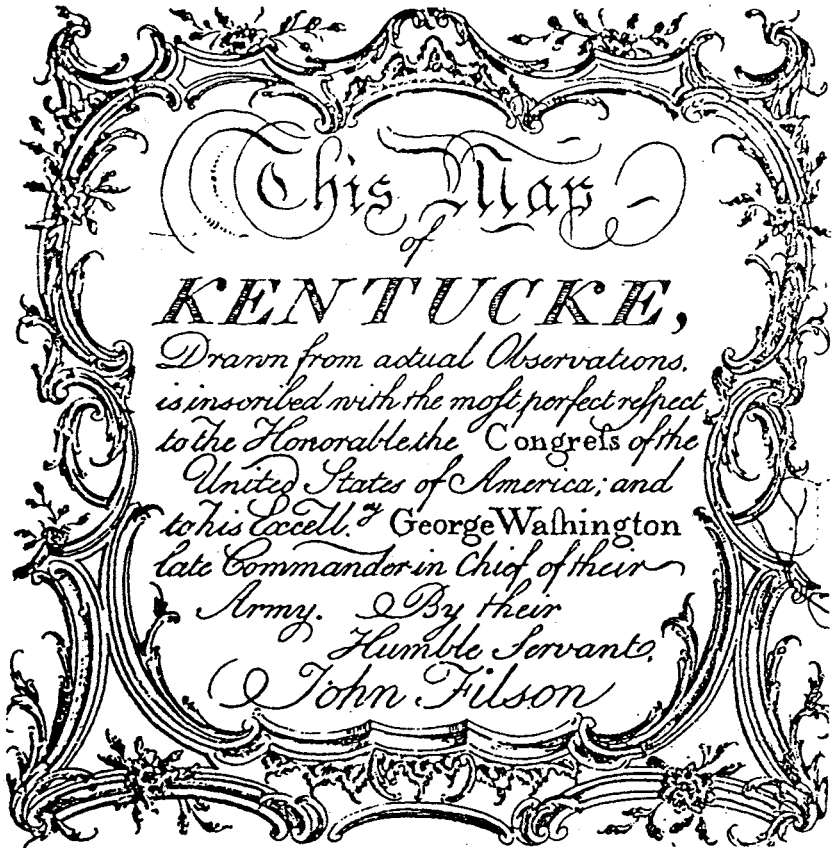 This Map
of
KENTUCKE,
Drawn from actual Observations,
is inscribed with the moſt perfect reſpect
to the Honorable the Congreſs of the
United States of America; and
to his Excell.cy George Waſhington
late Commander in Chief of their
Army. By their
Humble Servant,
John Filson